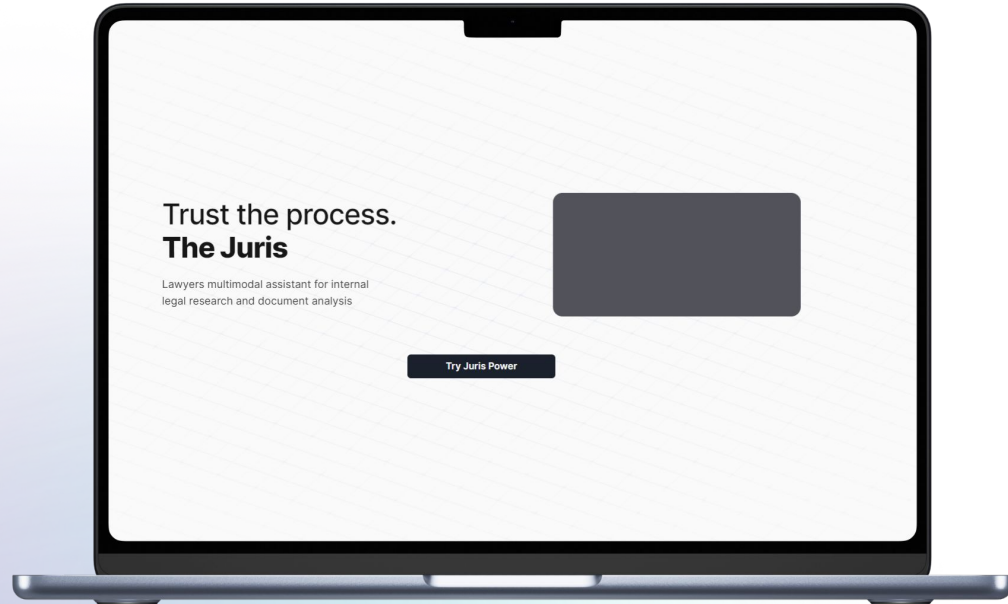 Trust the process.
The Juris
Lawyers multimodal assistant for internal
legal research and document analysis
Try Juris Power